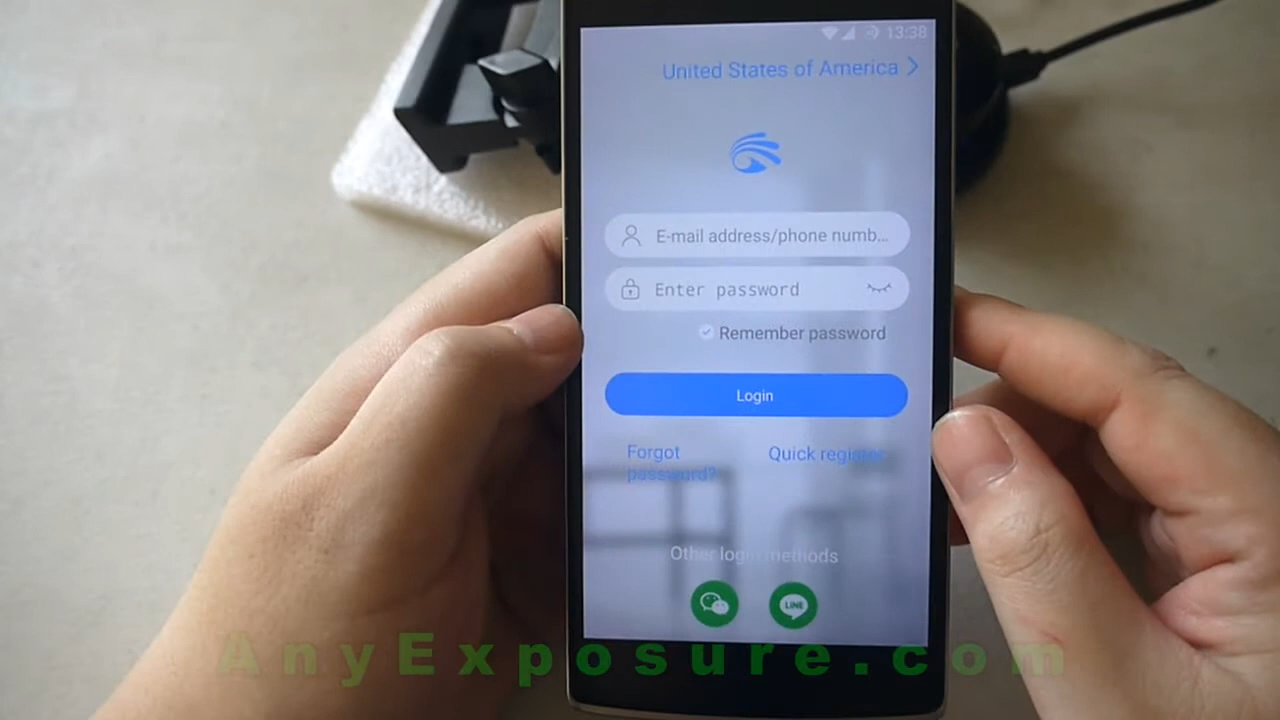 13:38
United States of America
E-mail address/phone numb...
Enter password
Remember password
Login
Forgot
password?
Quick register
Other login methods
LINE
AnyExposure.com